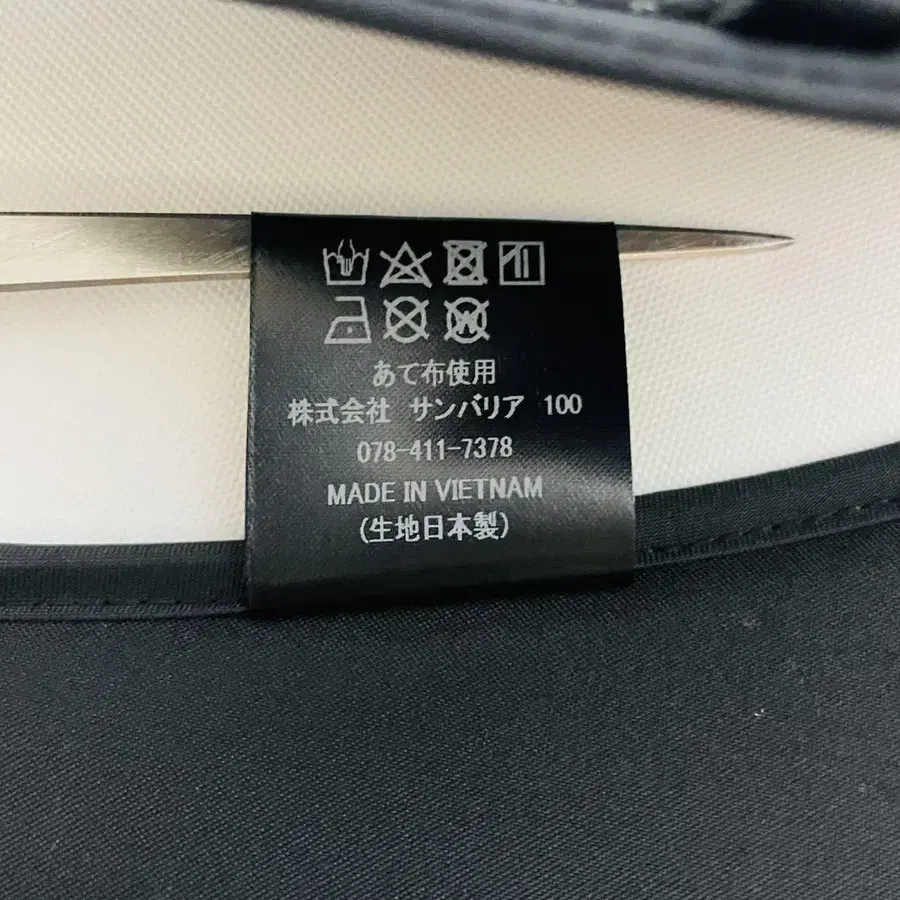 あて布使用
株式会社 サンバリア 100
078-411-7378
MADE IN VIETNAM
(生地日本製)